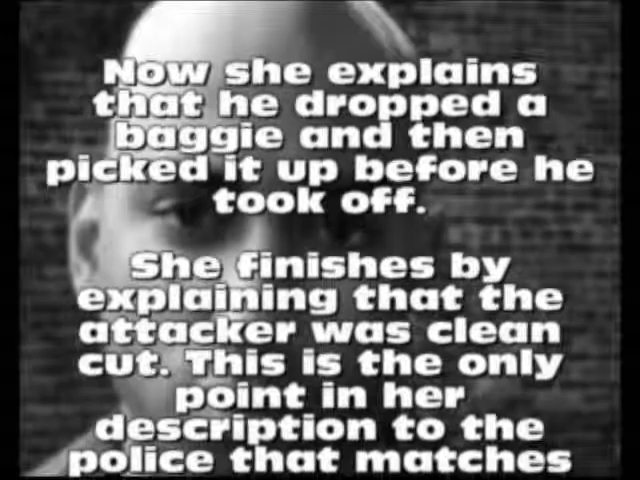 Now she explains
that he dropped a
baggie and then
picked it up before he
took off.
She finishes by
explaining that the
attacker was clean
cut. This is the only
point in her
description to the
police that matches